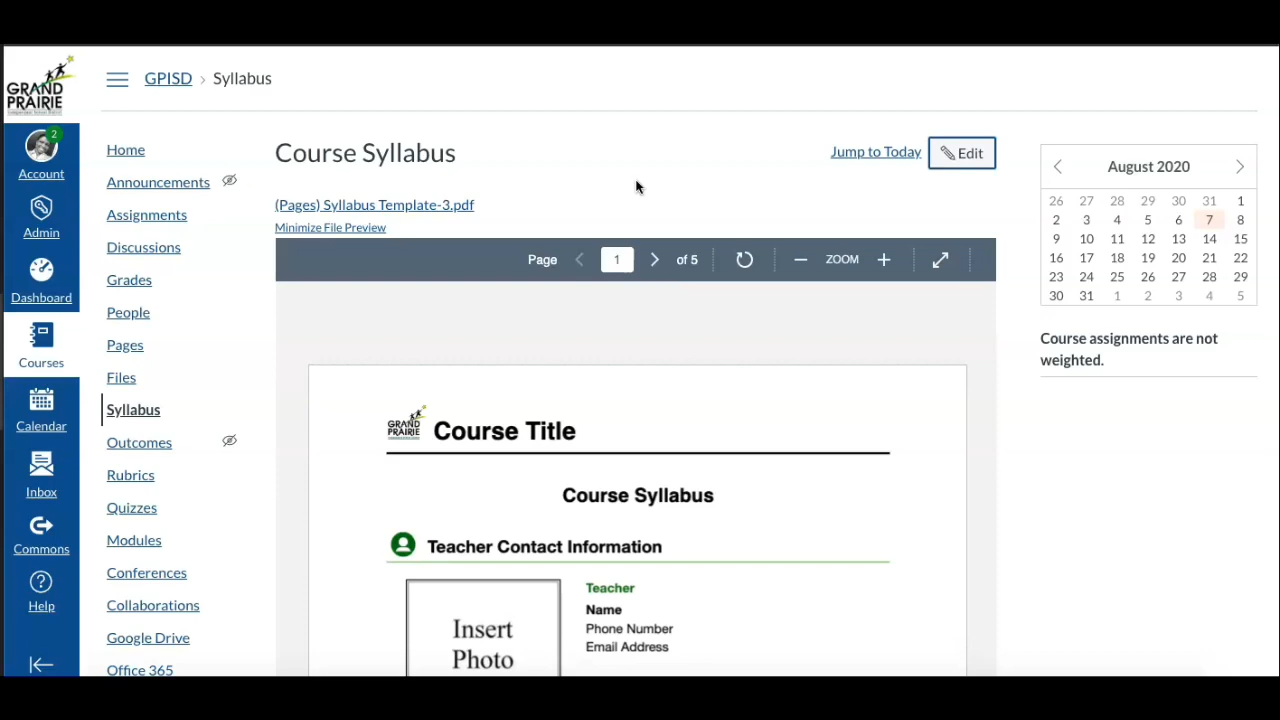 GRAND
PRAIRIE
GPISD › Syllabus
2
Account
Admin
Dashboard
Courses
Calendar
Inbox
Commons
Help
Home
Announcements
Assignments
Discussions
Grades
People
Pages
Files
Syllabus
Outcomes
Rubrics
Quizzes
Modules
Conferences
Collaborations
Google Drive
Office 365
Course Syllabus
Jump to Today
Edit
(Pages) Syllabus Template-3.pdf
Minimize File Preview
Page 1 of 5 ZOOM
GRAND
PRAIRIE
Course Title
Course Syllabus
Teacher Contact Information
Insert
Photo
Teacher
Name
Phone Number
Email Address
August 2020
26 27 28 29 30 31 1
2 3 4 5 6 7 8
9 10 11 12 13 14 15
16 17 18 19 20 21 22
23 24 25 26 27 28 29
30 31 1 2 3 4 5
Course assignments are not
weighted.